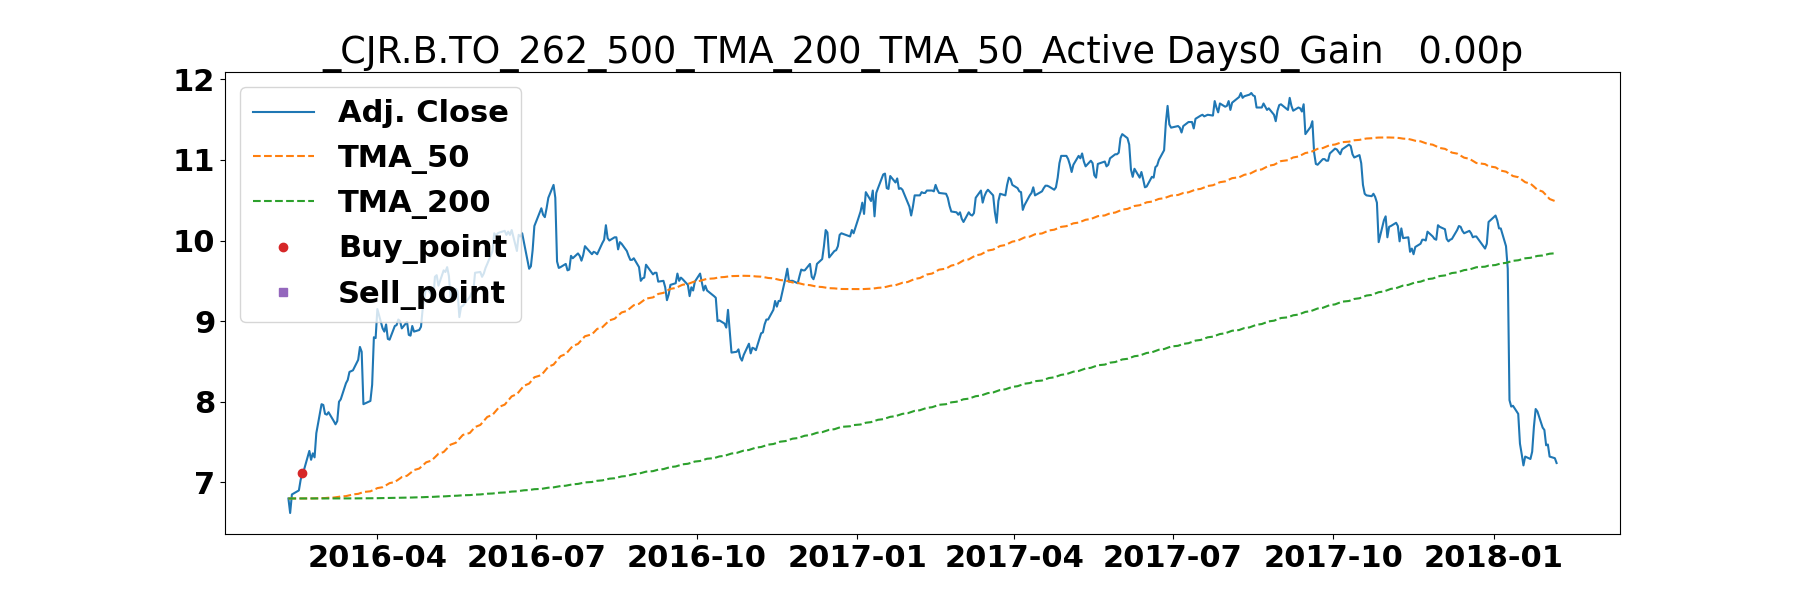 _CJR.B.TO_262_500_TMA_200_TMA_50_Active Days0_Gain   0.00p
12
11
10
9
8
7
Adj. Close
TMA_50
TMA_200
Buy_point
Sell_point
2016-04 2016-07 2016-10 2017-01 2017-04 2017-07 2017-10 2018-01